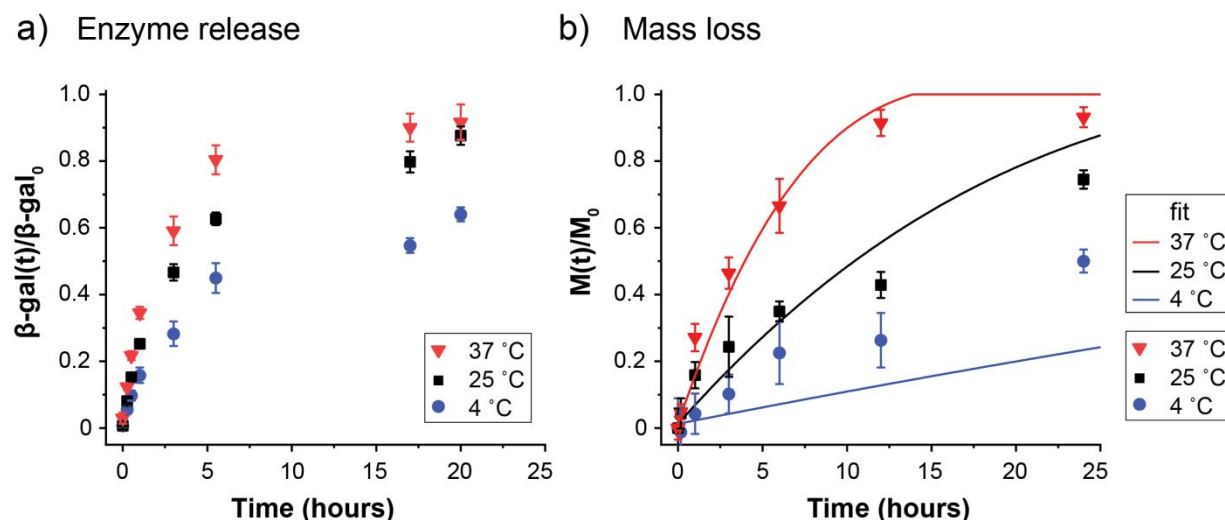 a) Enzyme release
β-gal(t)/β-gal₀
1.0
0.8
0.6
0.4
0.2
0
0 5 10 15 20 25
Time (hours)
37 ˚C
25 ˚C
4 ˚C
b) Mass loss
M(t)/M₀
1.0
0.8
0.6
0.4
0.2
0
0 5 10 15 20 25
Time (hours)
fit
37 ˚C
25 ˚C
4 ˚C
37 ˚C
25 ˚C
4 ˚C